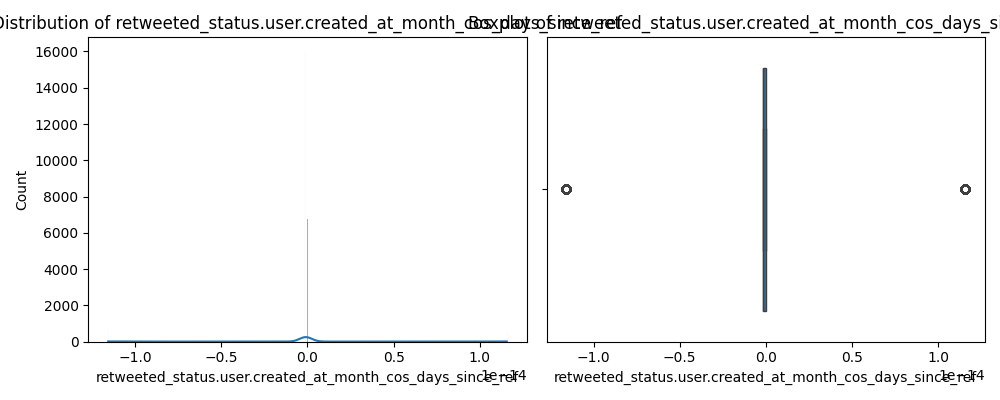 Distribution of retweeted_status.user.created_at_month_cos_days_since_ref
Boxplot of retweeted_status.user.created_at_month_cos_days_si
16000
14000
12000
10000
8000
6000
4000
2000
0
Count
−1.0 −0.5 0.0 0.5 1.0
1e−14
retweeted_status.user.created_at_month_cos_days_since_ref
−1.0 −0.5 0.0 0.5 1.0
1e−14
retweeted_status.user.created_at_month_cos_days_since_ref